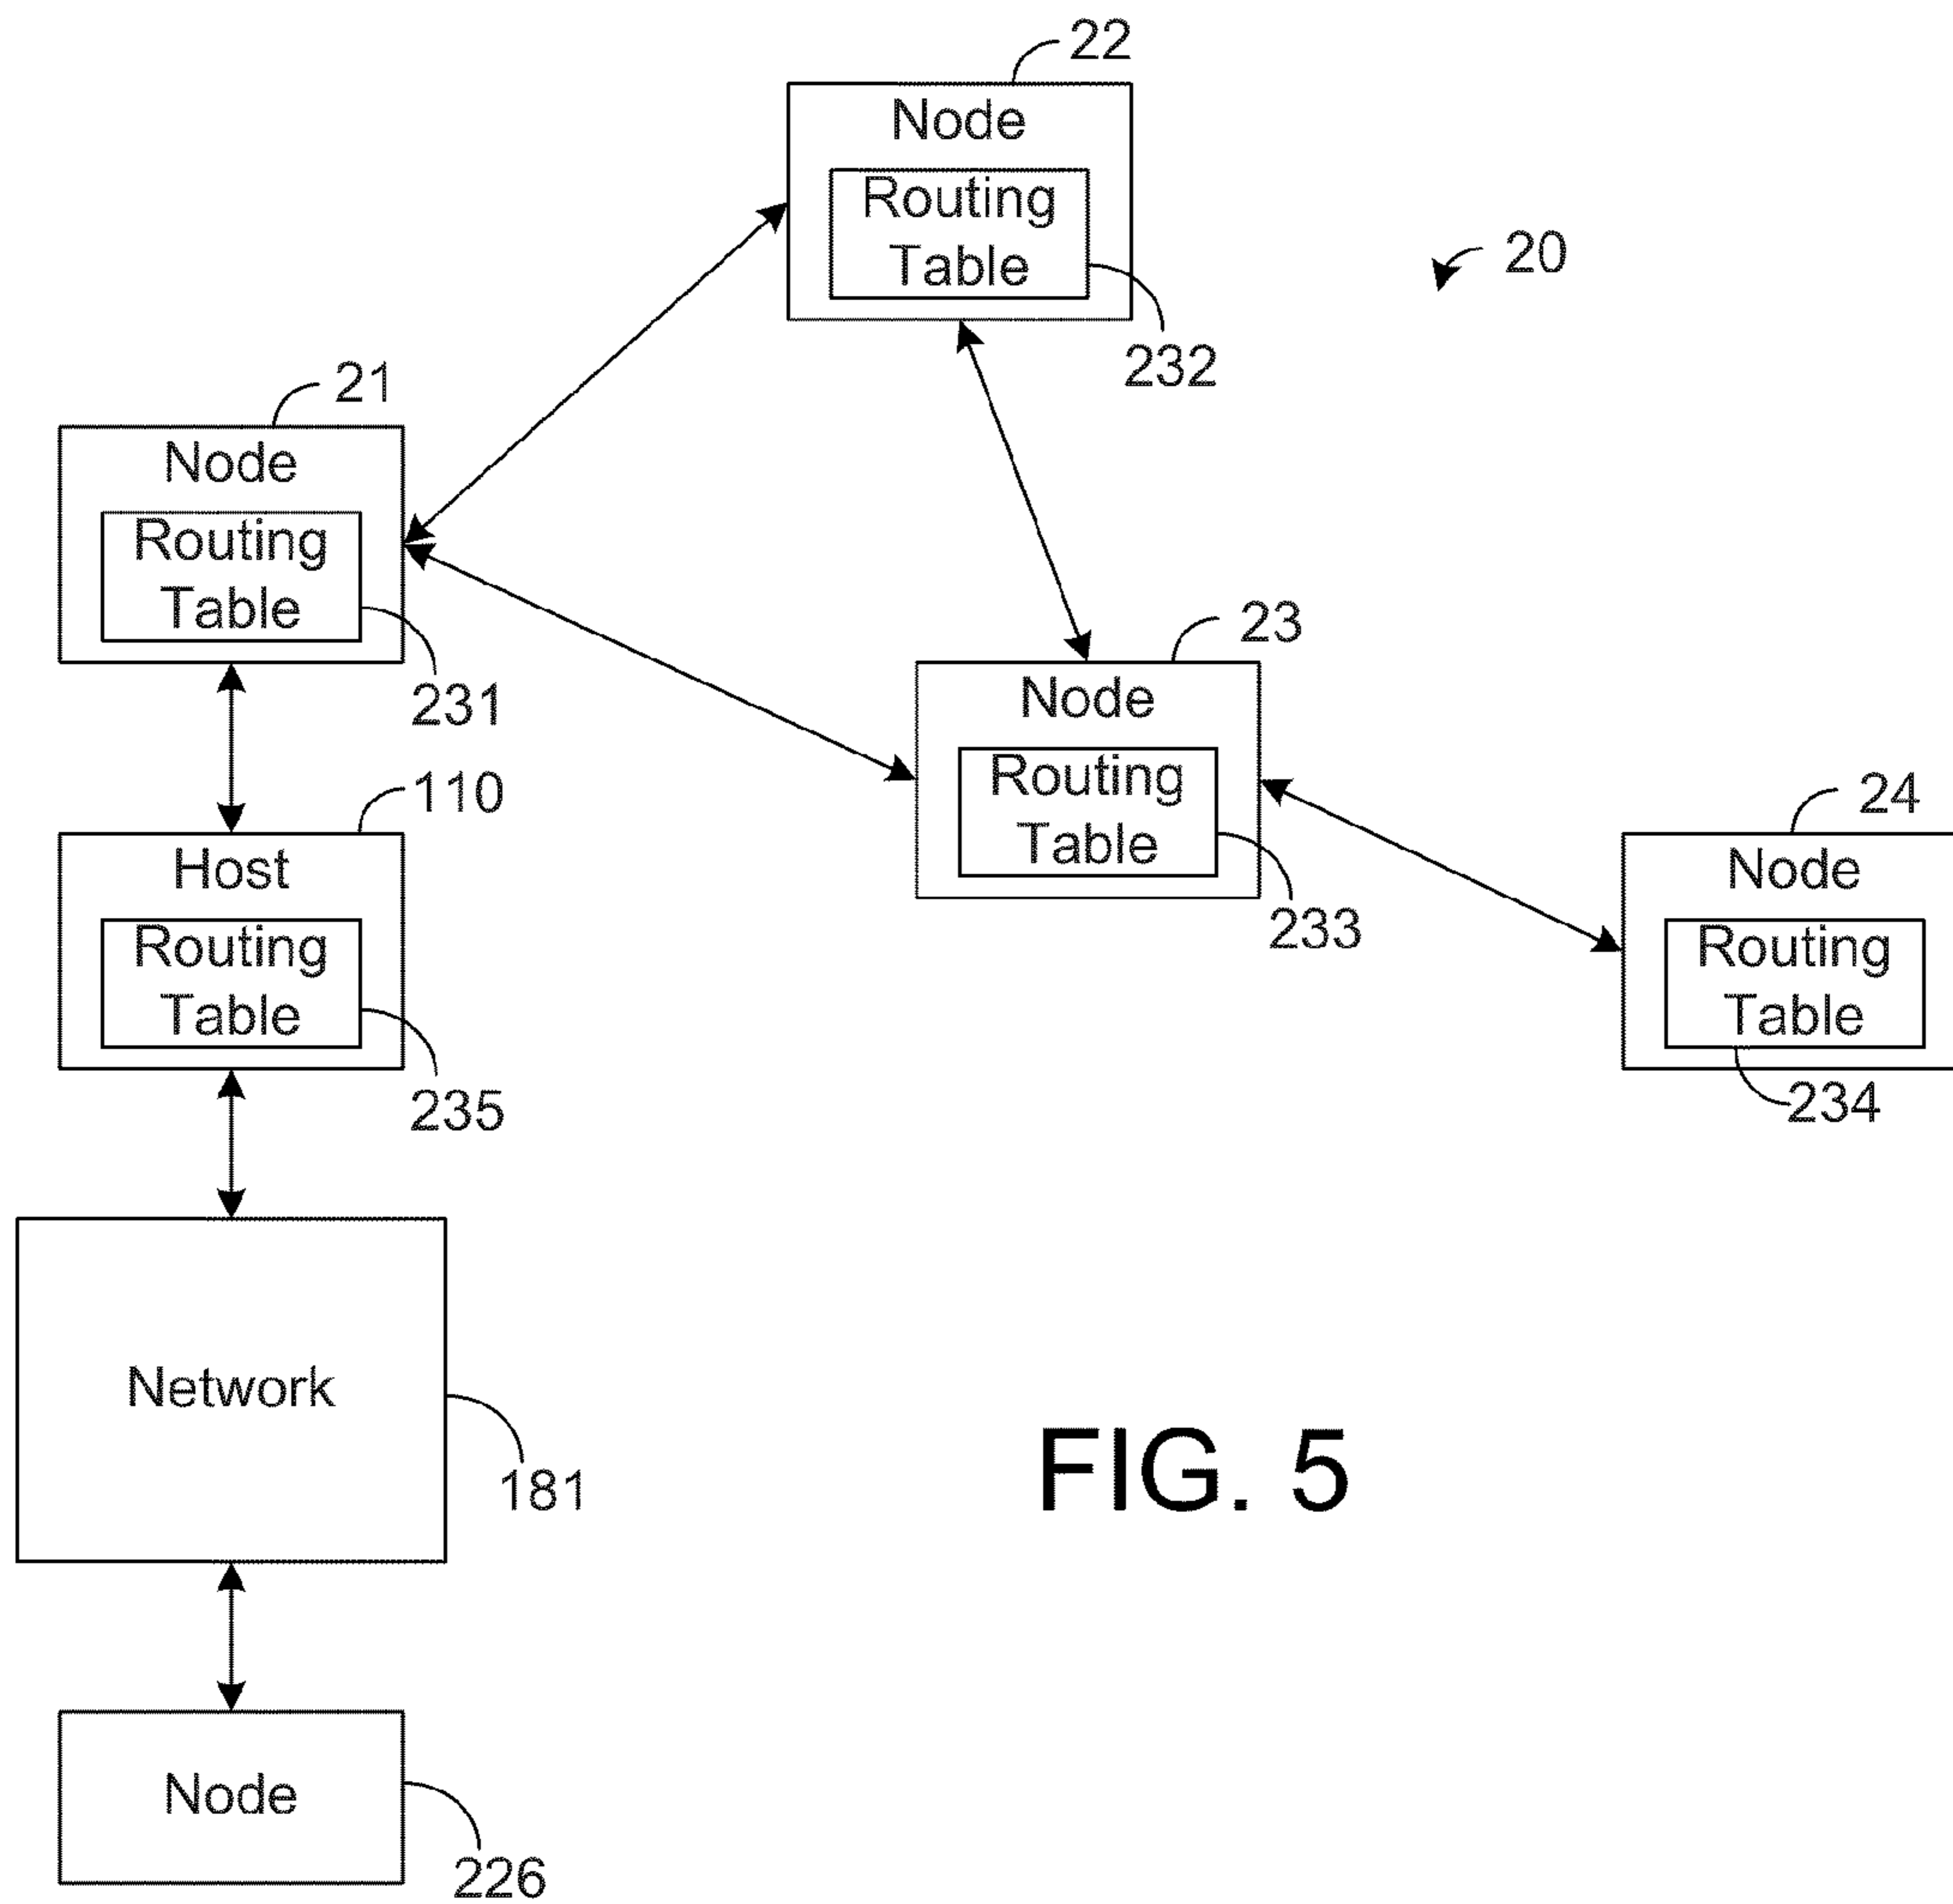 22
Node
Routing
Table
232
20
21
Node
Routing
Table
231
23
Node
Routing
Table
233
110
Host
Routing
Table
235
24
Node
Routing
Table
234
Network
181
FIG. 5
Node
226